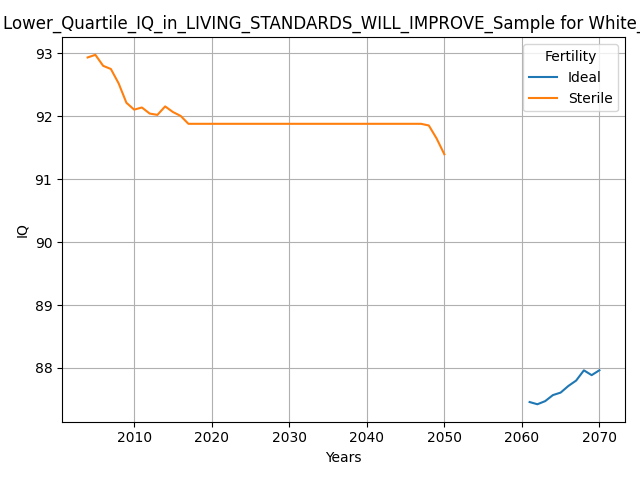 Lower_Quartile_IQ_in_LIVING_STANDARDS_WILL_IMPROVE_Sample for White_
Fertility
Ideal
Sterile
93
92
91
90
89
88
IQ
2010 2020 2030 2040 2050 2060 2070
Years